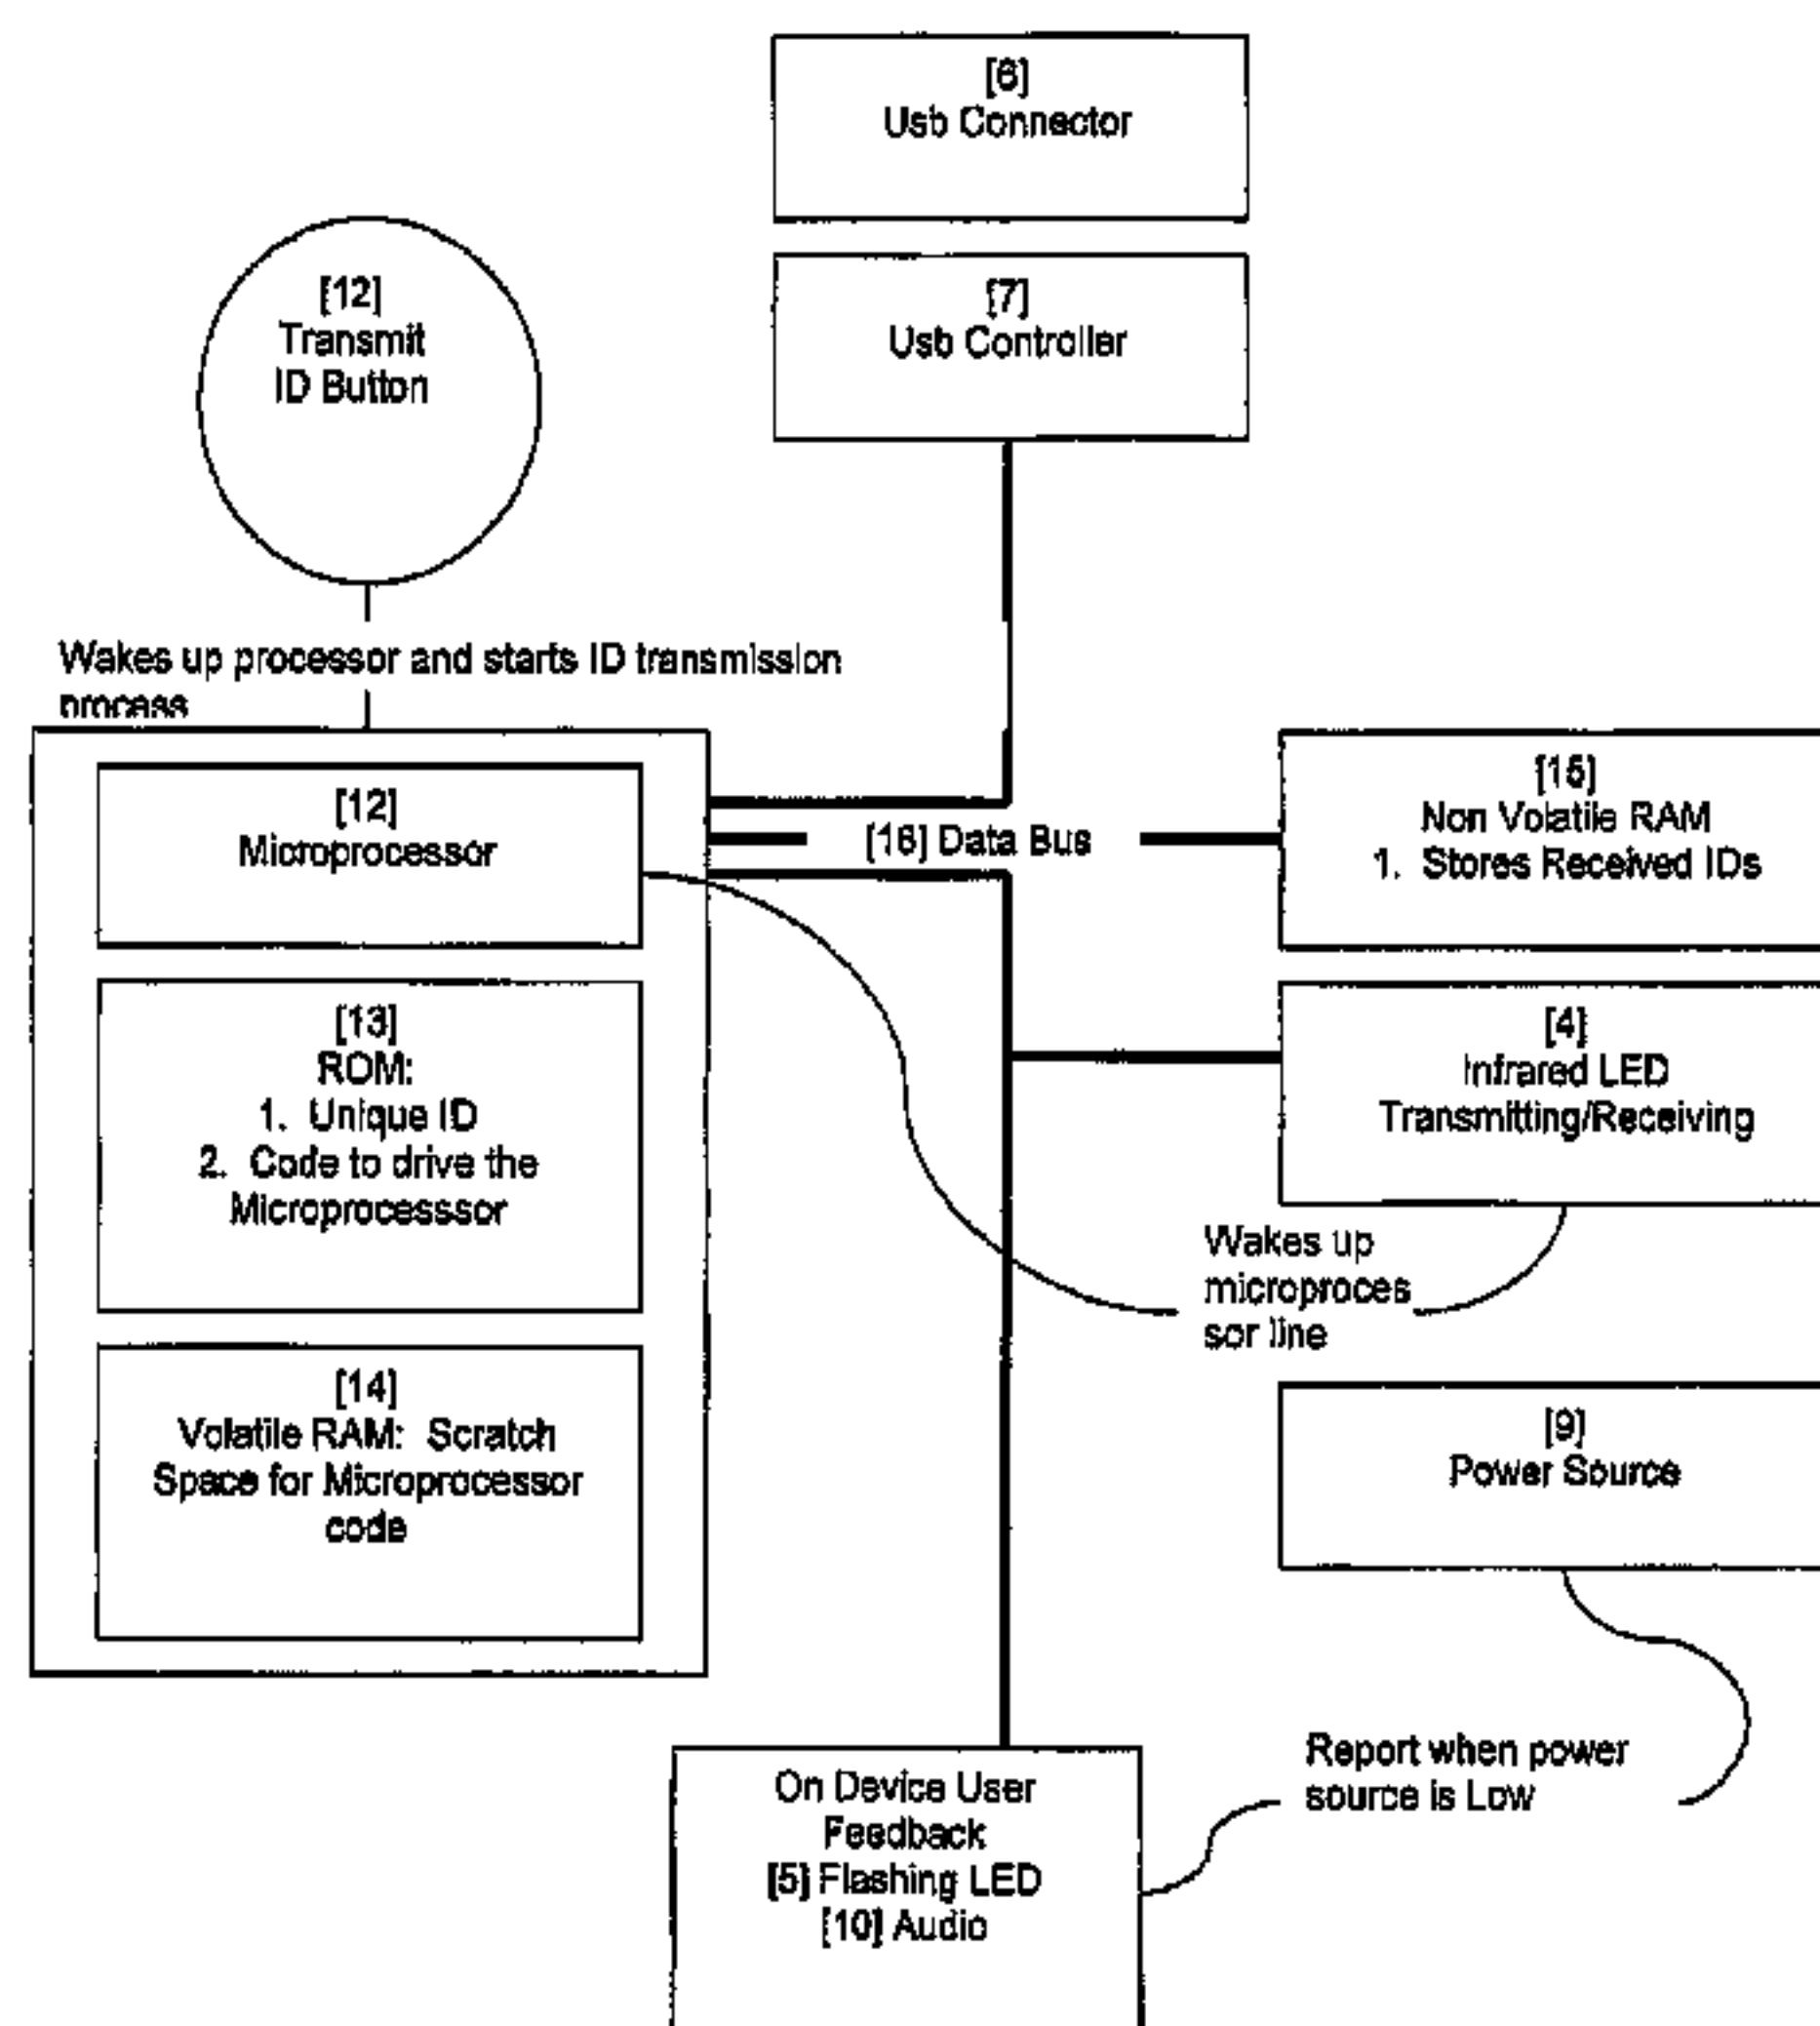 [6]
Usb Connector
[7]
Usb Controller
[12]
Transmit
ID Button
Wakes up processor and starts ID transmission
process
[12]
Microprocessor
[13]
ROM:
1. Unique ID
2. Code to drive the
Microprocesssor
[14]
Volatile RAM: Scratch
Space for Microprocessor
code
[16] Data Bus
[15]
Non Volatile RAM
1. Stores Received IDs
[4]
Infrared LED
Transmitting/Receiving
Wakes up
microproces
sor line
[9]
Power Source
Report when power
source is Low
On Device User
Feedback
[5] Flashing LED
[10] Audio